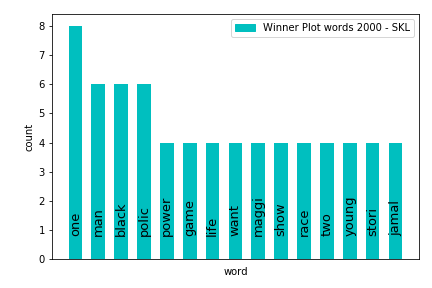 Winner Plot words 2000 - SKL
count
8
7
6
5
4
3
2
1
0
one
man
black
polic
power
game
life
want
maggi
show
race
two
young
stori
jamal
word